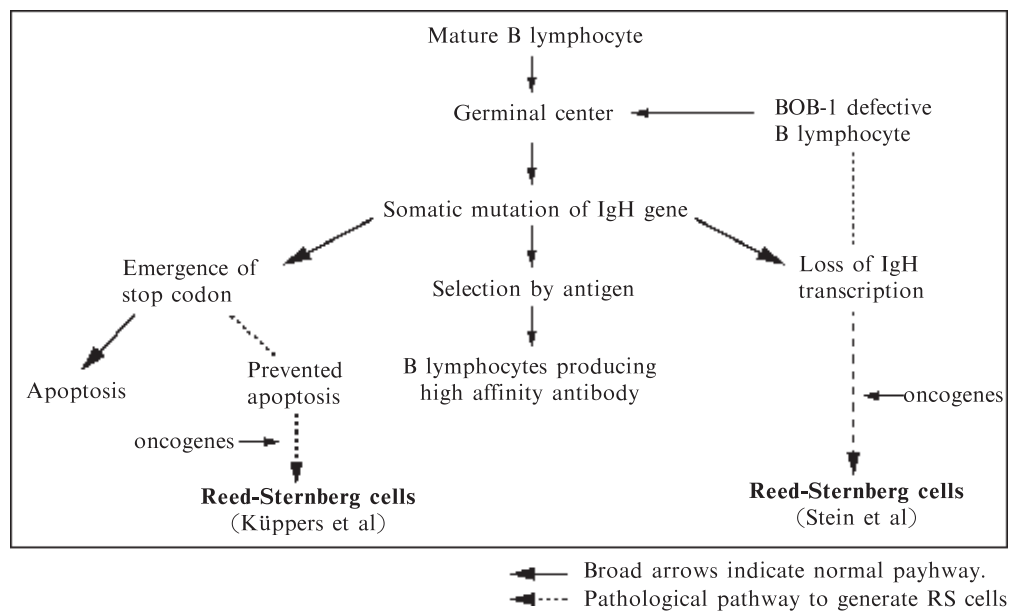 Mature B lymphocyte
Germinal center
BOB-1 defective
B lymphocyte
Somatic mutation of IgH gene
Emergence of
stop codon
Selection by antigen
Loss of IgH
transcription
Apoptosis
Prevented
apoptosis
B lymphocytes producing
high affinity antibody
oncogenes
oncogenes
Reed-Sternberg cells
(Küppers et al)
Reed-Sternberg cells
(Stein et al)
Broad arrows indicate normal payhway.
Pathological pathway to generate RS cells